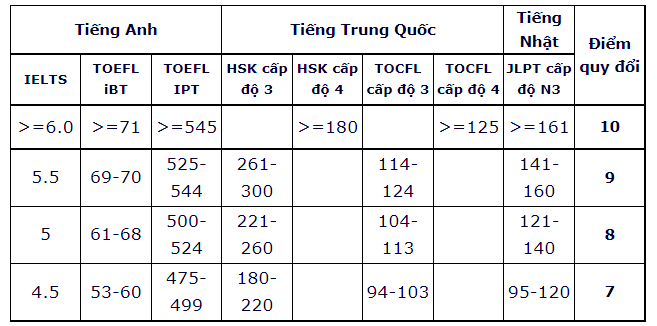 Tiếng Anh Tiếng Trung Quốc Tiếng Nhật Điểm quy đổi
IELTS TOEFL iBT TOEFL IPT HSK cấp độ 3 HSK cấp độ 4 TOCFL cấp độ 3 TOCFL cấp độ 4 JLPT cấp độ N3
>=6.0 >=71 >=545 >=180 >=125 >=161 10
5.5 69-70 525-544 261-300 114-124 141-160 9
5 61-68 500-524 221-260 104-113 121-140 8
4.5 53-60 475-499 180-220 94-103 95-120 7